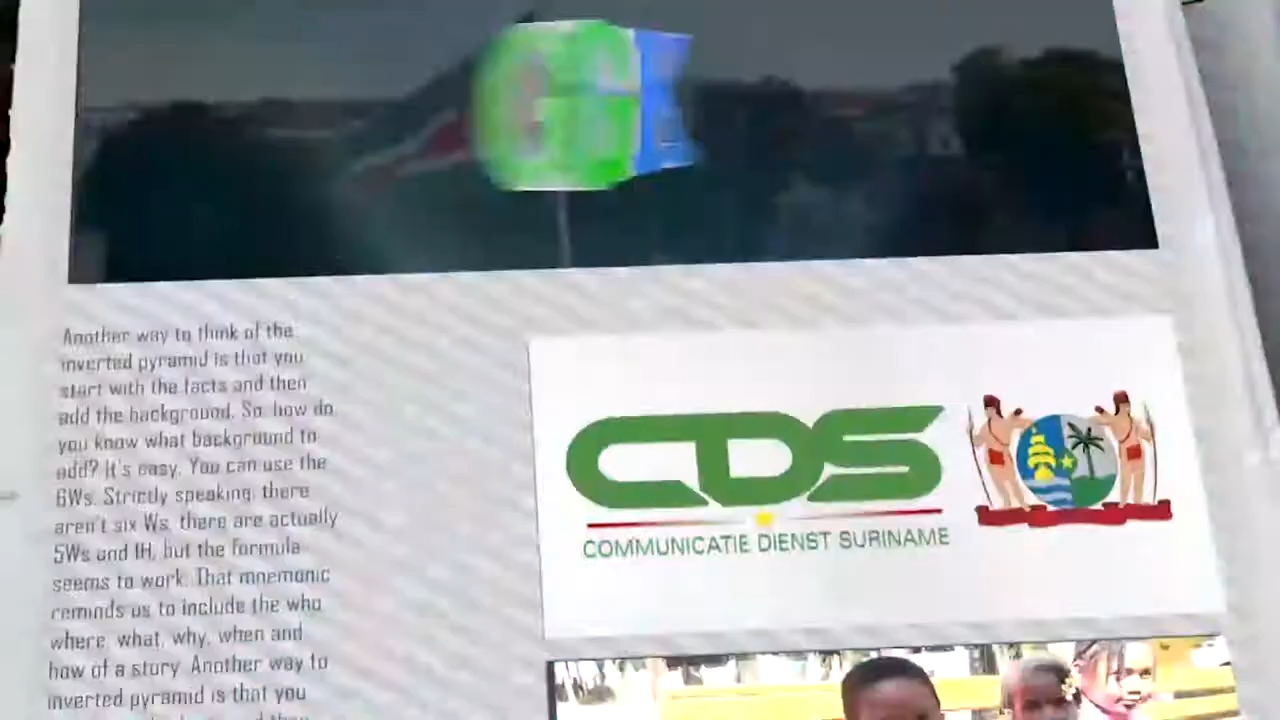 Another way to think of the
inverted pyramid is that you
start with the facts and then
add the background. So, how do
you know what background to
add? It's easy. You can use the
6Ws. Strictly speaking, there
aren't six Ws, there are actually
5Ws and 1H, but the formula
seems to work. That mnemonic
reminds us to include the who
where, what, why, when and
how of a story. Another way to
inverted pyramid is that you
CDS
COMMUNICATIE DIENST SURINAME